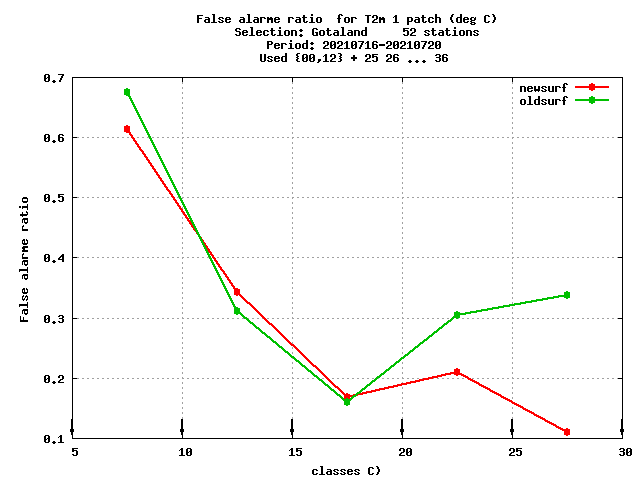 False alarme ratio  for T2m 1 patch (deg C)
Selection: Gotaland     52 stations
Period: 20210716-20210720
Used {00,12} + 25 26 ... 36
newsurf
oldsurf
False alarme ratio
0.7
0.6
0.5
0.4
0.3
0.2
0.1
5 10 15 20 25 30
classes C)